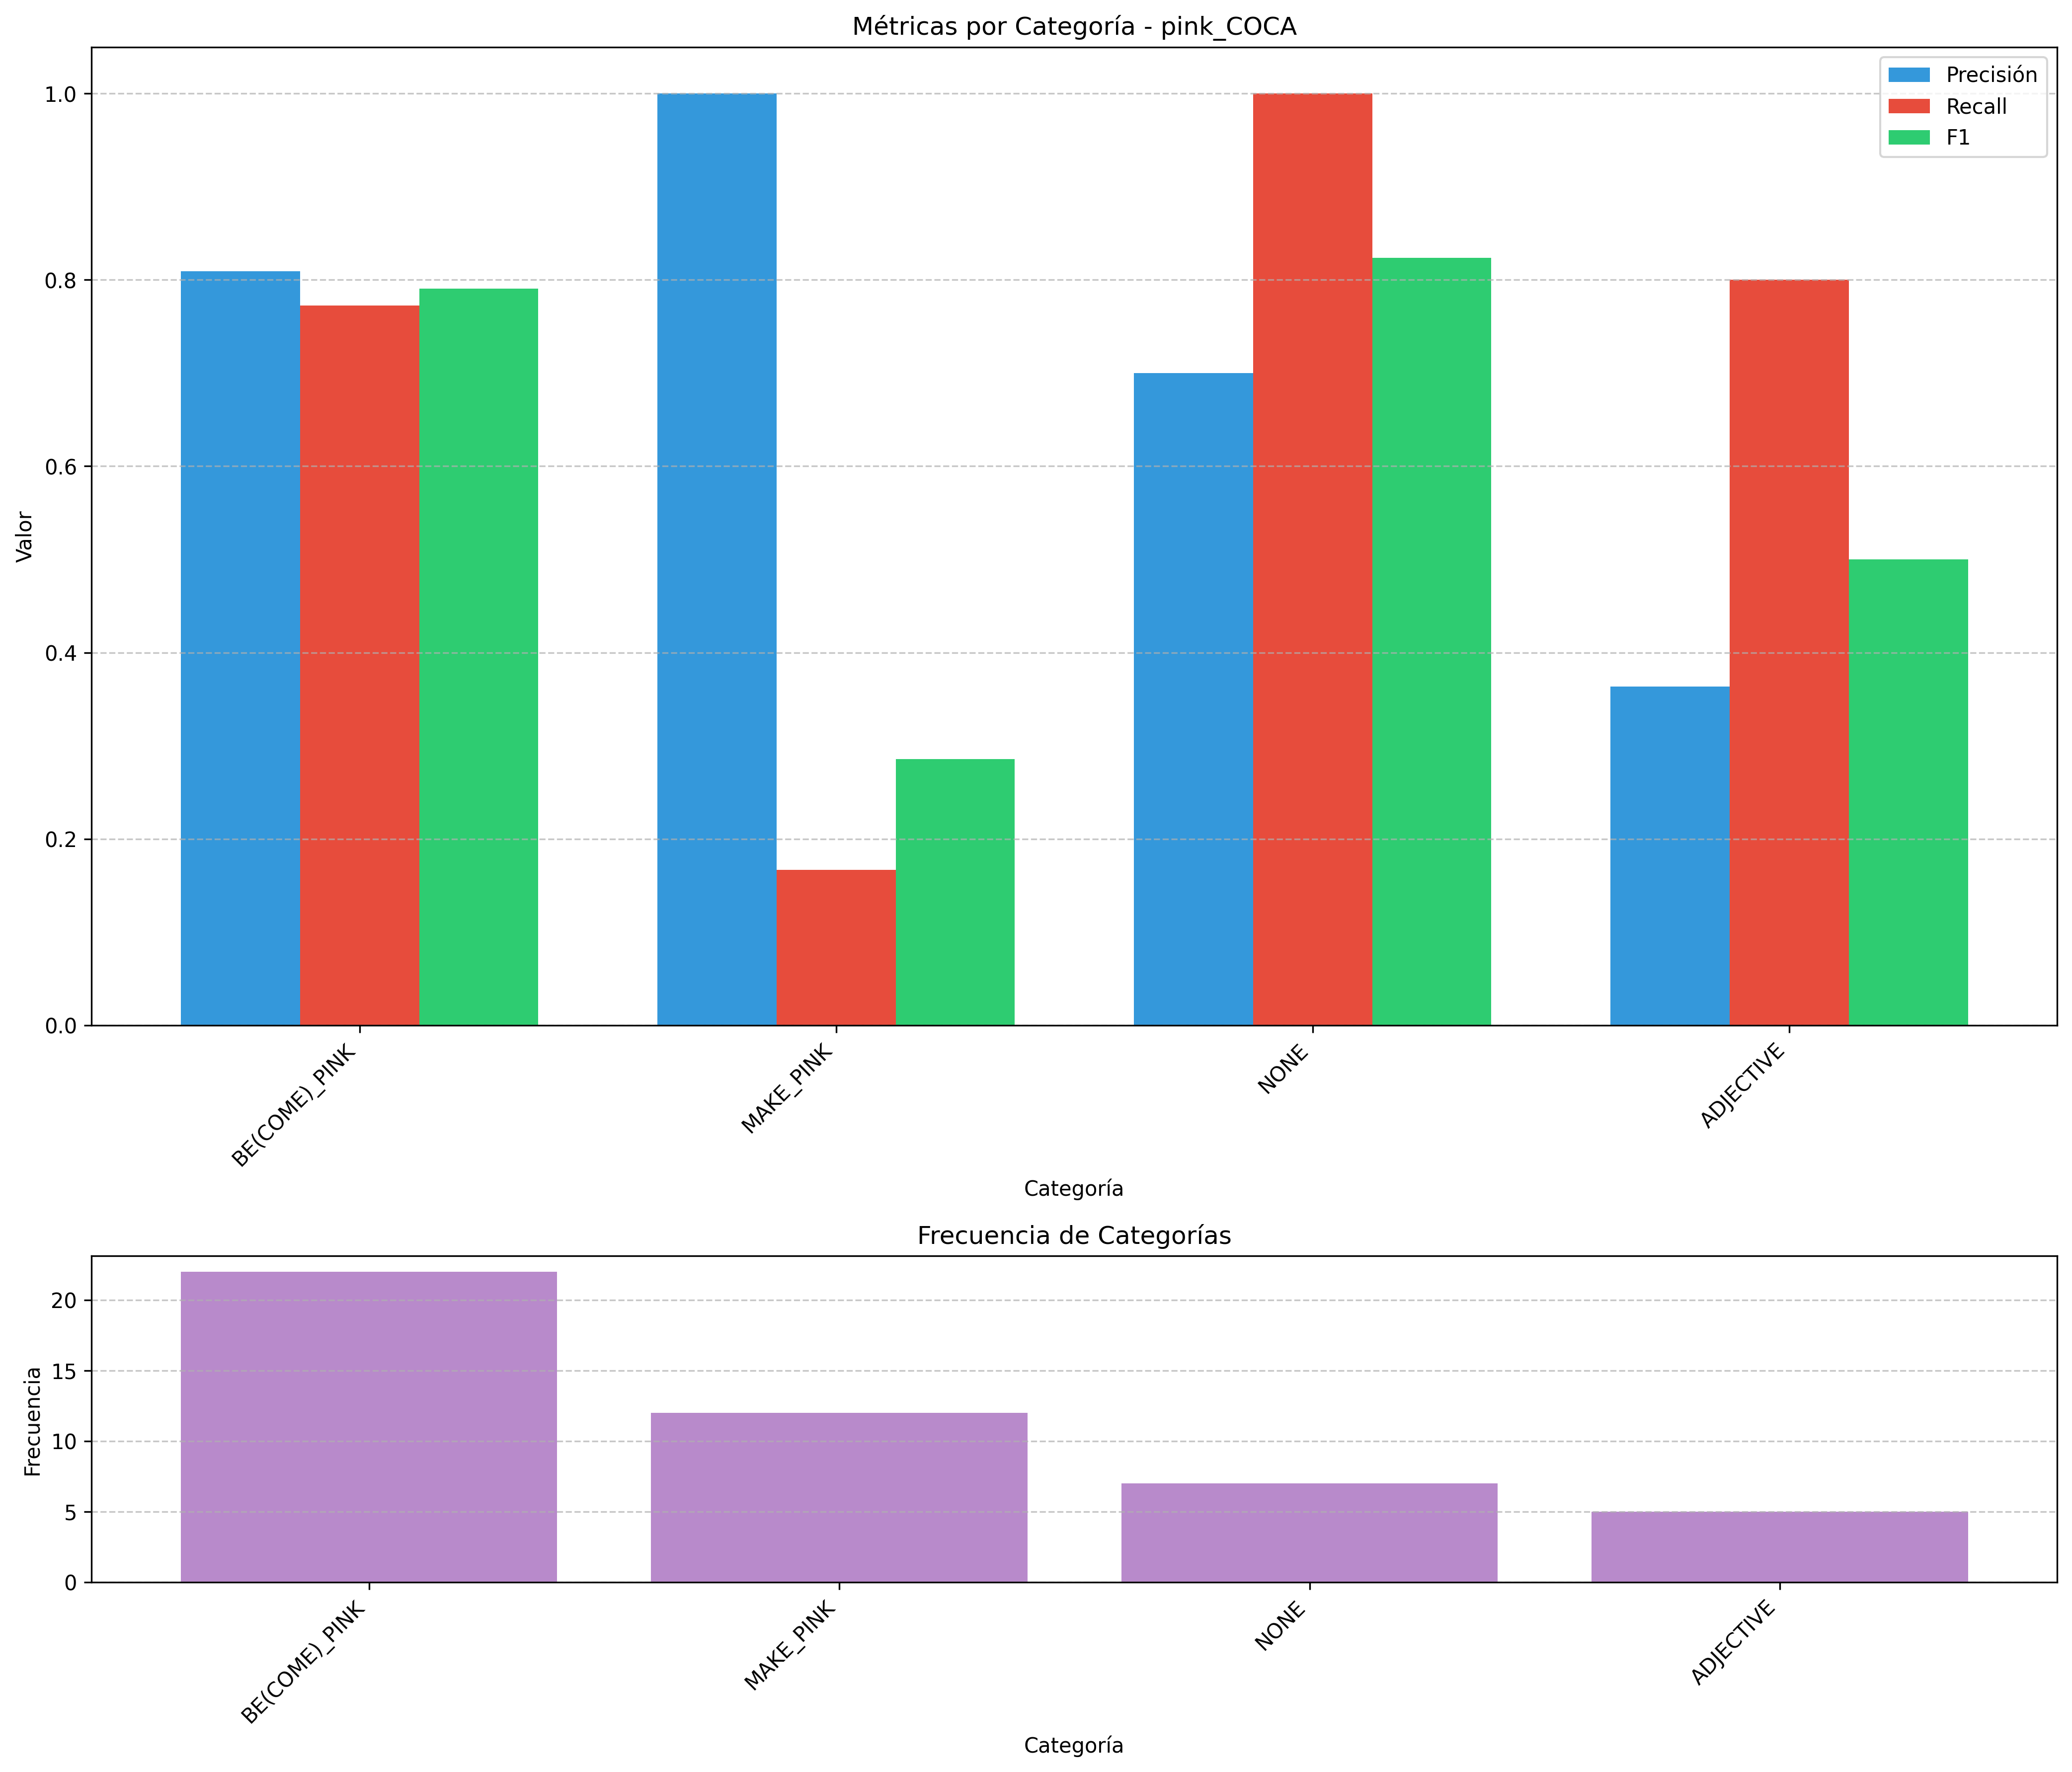 Métricas por Categoría - pink_COCA
Precisión
Recall
F1
Valor
1.0
0.8
0.6
0.4
0.2
0.0
BE(COME)_PINK
MAKE_PINK
NONE
ADJECTIVE
Categoría
Frecuencia de Categorías
Frecuencia
20
15
10
5
0
BE(COME)_PINK
MAKE_PINK
NONE
ADJECTIVE
Categoría